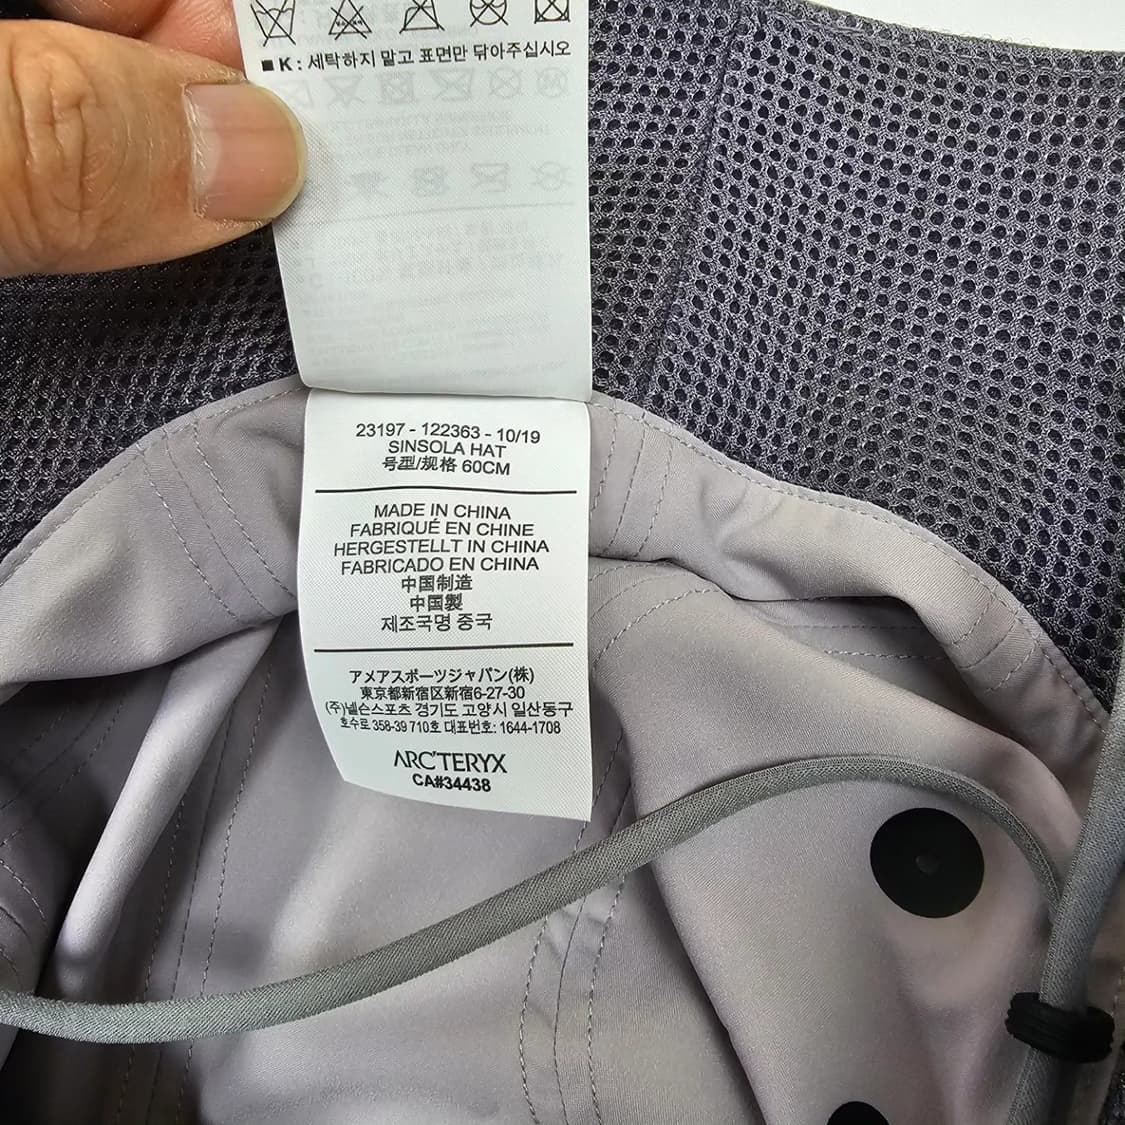 ■ K : 세탁하지 말고 표면만 닦아주십시오
23197 - 122363 - 10/19
SINSOLA HAT
号型/规格 60CM
MADE IN CHINA
FABRIQUÉ EN CHINE
HERGESTELLT IN CHINA
FABRICADO EN CHINA
中国制造
中国製
제조국명 중국
アメアスポーツジャパン(株)
東京都新宿区新宿6-27-30
(주)넬슨스포츠 경기도 고양시 일산동구
호수로 358-39 710호 대표번호: 1644-1708
ARC'TERYX
CA#34438